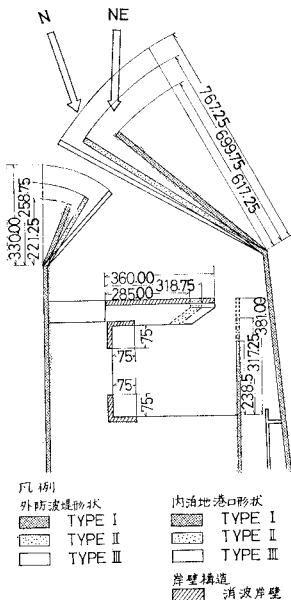 N
NE
767.25
699.75
617.25
330.00
258.75
221.25
360.00
285.00
318.75
75
75
75
75
381.00
317.25
238.5
凡例
外防波堤形状
TYPE I
TYPE II
TYPE III
内泊地港口形状
TYPE I
TYPE II
TYPE III
岸壁構造
消波岸壁